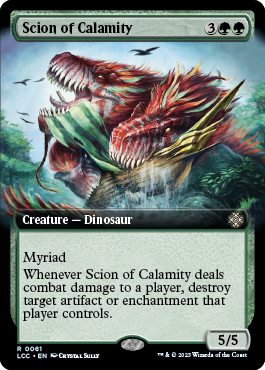 Scion of Calamity 3
Creature — Dinosaur
Myriad
Whenever Scion of Calamity deals
combat damage to a player, destroy
target artifact or enchantment that
player controls.
5/5
R 0061
LCC • EN Crystal Sully
™ & © 2023 Wizards of the Coast